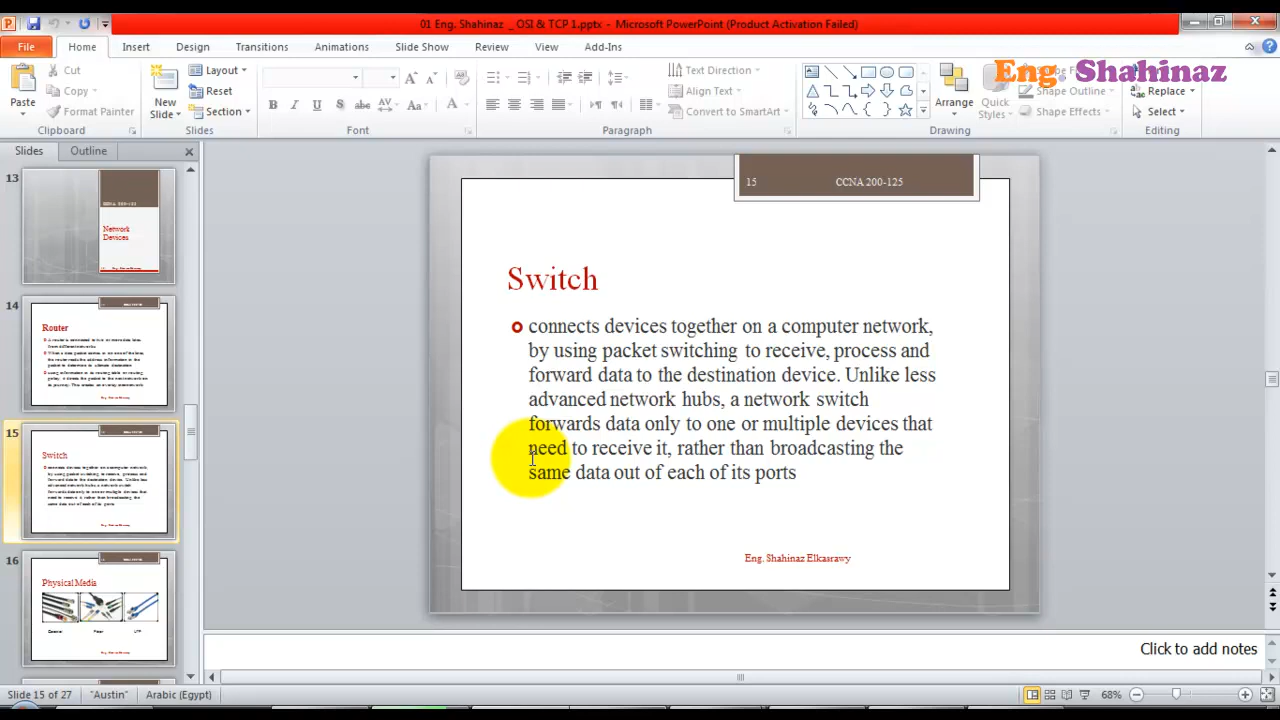 01 Eng. Shahinaz _ OSI & TCP 1.pptx - Microsoft PowerPoint (Product Activation Failed)
File Home Insert Design Transitions Animations Slide Show Review View Add-Ins
Eng. Shahinaz
Paste
Cut
Copy
Format Painter
Clipboard
New Slide
Layout
Reset
Section
Slides
Font
Text Direction
Align Text
Convert to SmartArt
Paragraph
Arrange
Quick Styles
Shape Outline
Shape Effects
Drawing
Replace
Select
Editing
Slides Outline
13
Network
Devices
14
Router
15
Switch
16
Physical Media
15 CCNA 200-125
Switch
connects devices together on a computer network,
by using packet switching to receive, process and
forward data to the destination device. Unlike less
advanced network hubs, a network switch
forwards data only to one or multiple devices that
need to receive it, rather than broadcasting the
same data out of each of its ports
Eng. Shahinaz Elkasrawy
Click to add notes
Slide 15 of 27 "Austin" Arabic (Egypt) 68%